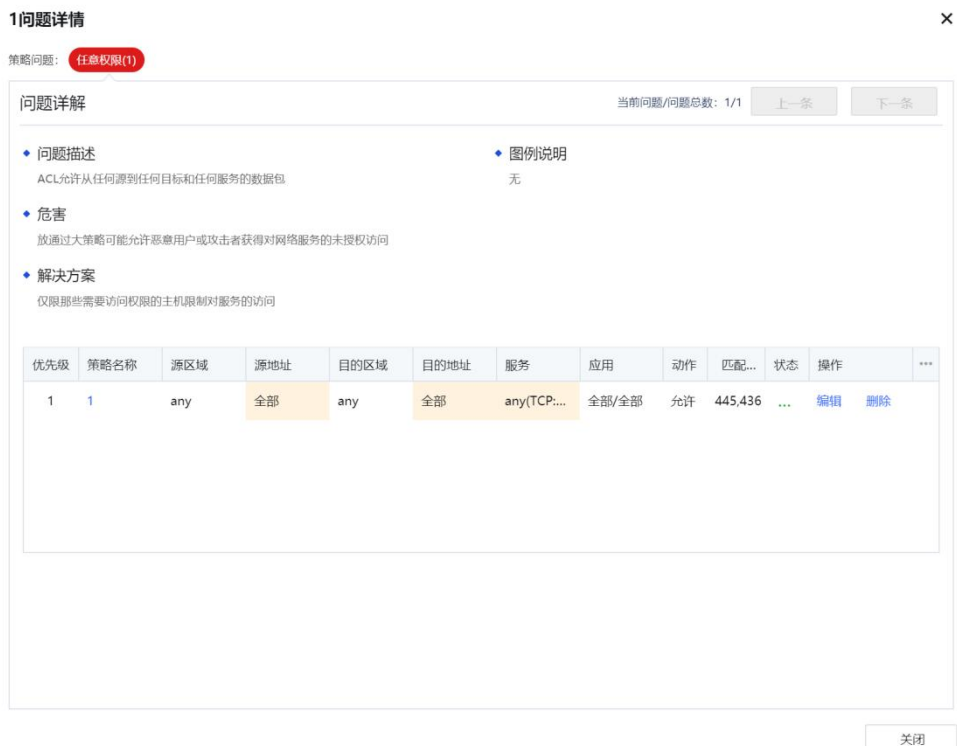 1问题详情
策略问题： 任意权限(1)
问题详解 当前问题/问题总数：1/1 上一条 下一条
问题描述 图例说明
ACL允许从任何源到任何目标和任何服务的数据包 无
危害
放通过大策略可能允许恶意用户或攻击者获得对网络服务的未授权访问
解决方案
仅限那些需要访问权限的主机限制对服务的访问
优先级 策略名称 源区域 源地址 目的区域 目的地址 服务 应用 动作 匹配... 状态 操作
1 1 any 全部 any 全部 any(TCP:... 全部/全部 允许 445,436 ... 编辑 删除
关闭